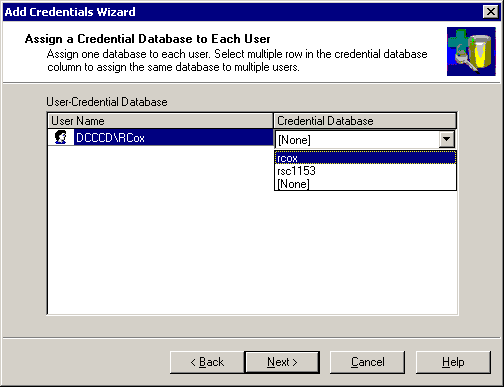 Add Credentials Wizard
Assign a Credential Database to Each User
Assign one database to each user. Select multiple row in the credential database
column to assign the same database to multiple users.
User-Credential Database
User Name Credential Database
DCCCD\RCox [None]
rcox
rsc1153
[None]
< Back Next > Cancel Help